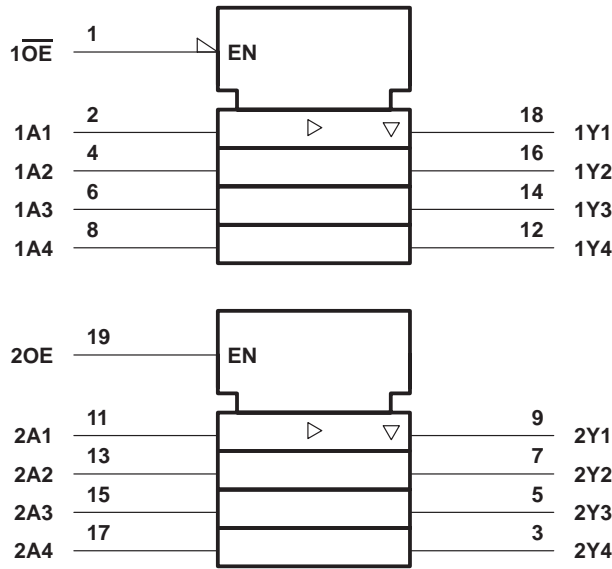 1
1O̅E̅ EN
2 18
1A1 1Y1
4 16
1A2 1Y2
6 14
1A3 1Y3
8 12
1A4 1Y4
19
2OE EN
11 9
2A1 2Y1
13 7
2A2 2Y2
15 5
2A3 2Y3
17 3
2A4 2Y4